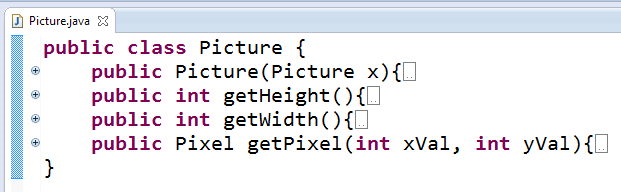 Picture.java
public class Picture {
public Picture(Picture x){
public int getHeight(){
public int getWidth(){
public Pixel getPixel(int xVal, int yVal){
}